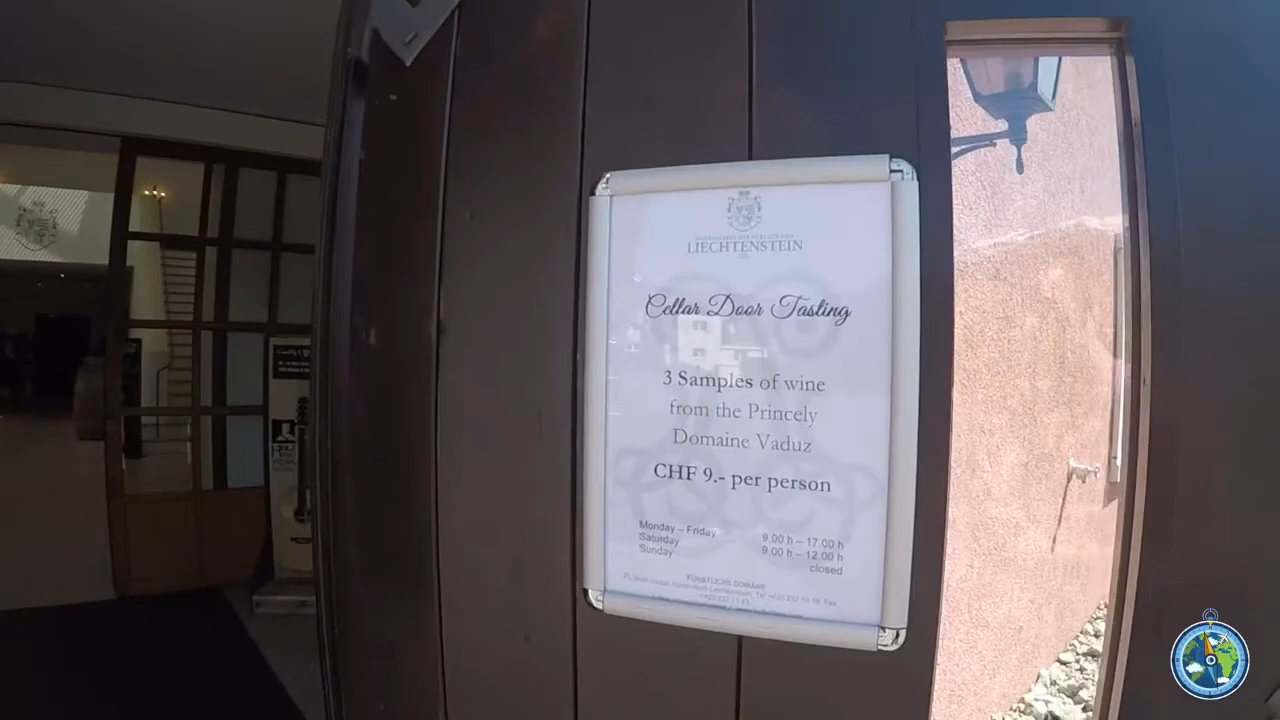 LIECHTENSTEIN
Cellar Door Tasting
3 Samples of wine
from the Princely
Domaine Vaduz
CHF 9.- per person
Monday – Friday 9.00 h – 17.00 h
Saturday 9.00 h – 12.00 h
Sunday closed
FÜRSTLICHE DOMÄNE